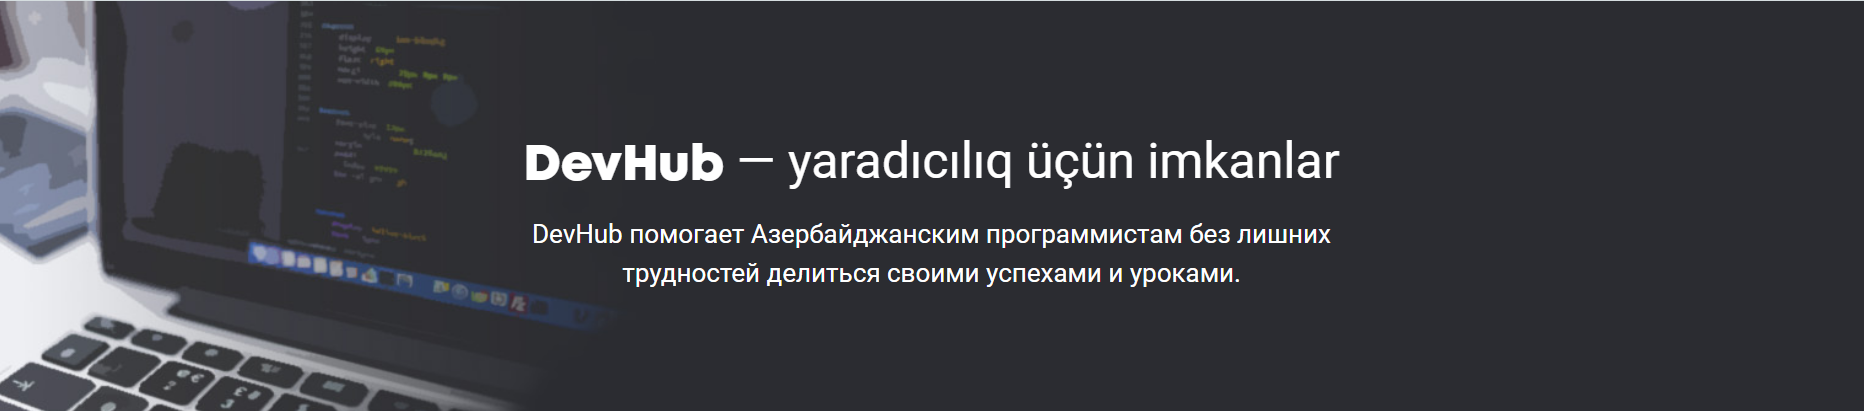 DevHub — yaradıcılıq üçün imkanlar
DevHub помогает Азербайджанским программистам без лишних
трудностей делиться своими успехами и уроками.